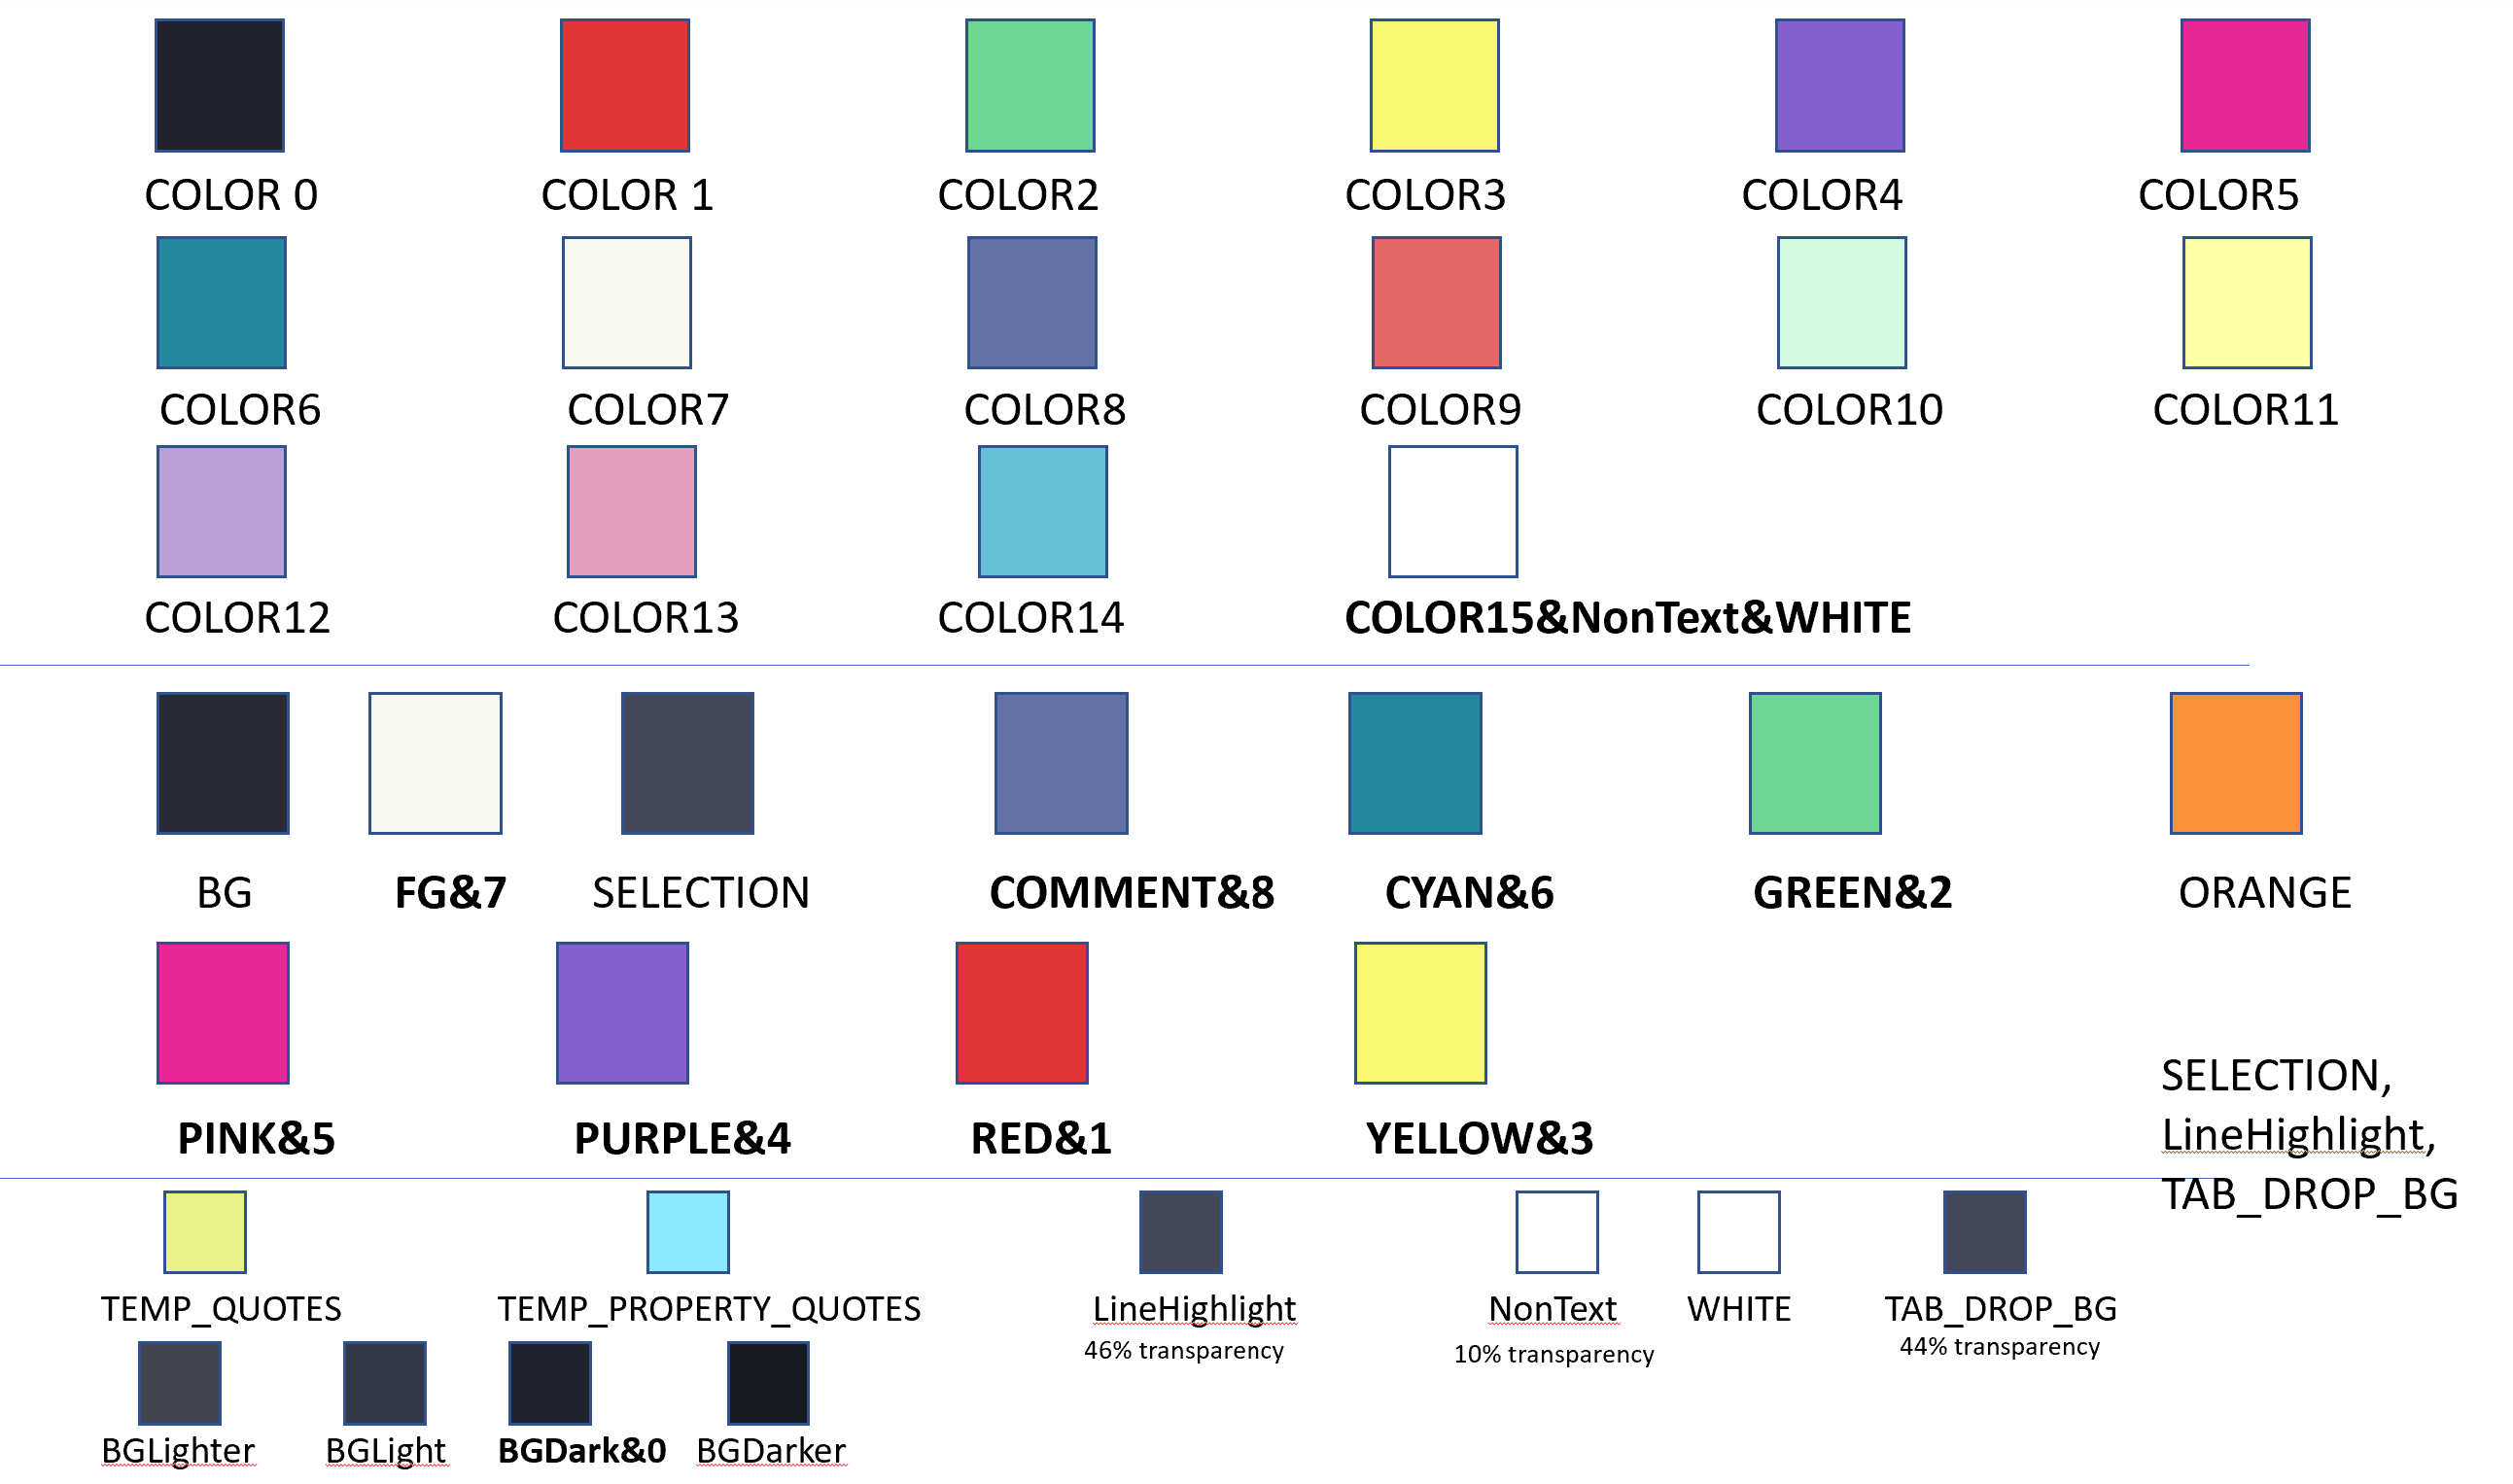 COLOR 0
COLOR 1
COLOR2
COLOR3
COLOR4
COLOR5
COLOR6
COLOR7
COLOR8
COLOR9
COLOR10
COLOR11
COLOR12
COLOR13
COLOR14
COLOR15&NonText&WHITE
BG
FG&7
SELECTION
COMMENT&8
CYAN&6
GREEN&2
ORANGE
PINK&5
PURPLE&4
RED&1
YELLOW&3
SELECTION,
LineHighlight,
TAB_DROP_BG
TEMP_QUOTES
TEMP_PROPERTY_QUOTES
LineHighlight
46% transparency
NonText
10% transparency
WHITE
TAB_DROP_BG
44% transparency
BGLighter
BGLight
BGDark&0
BGDarker